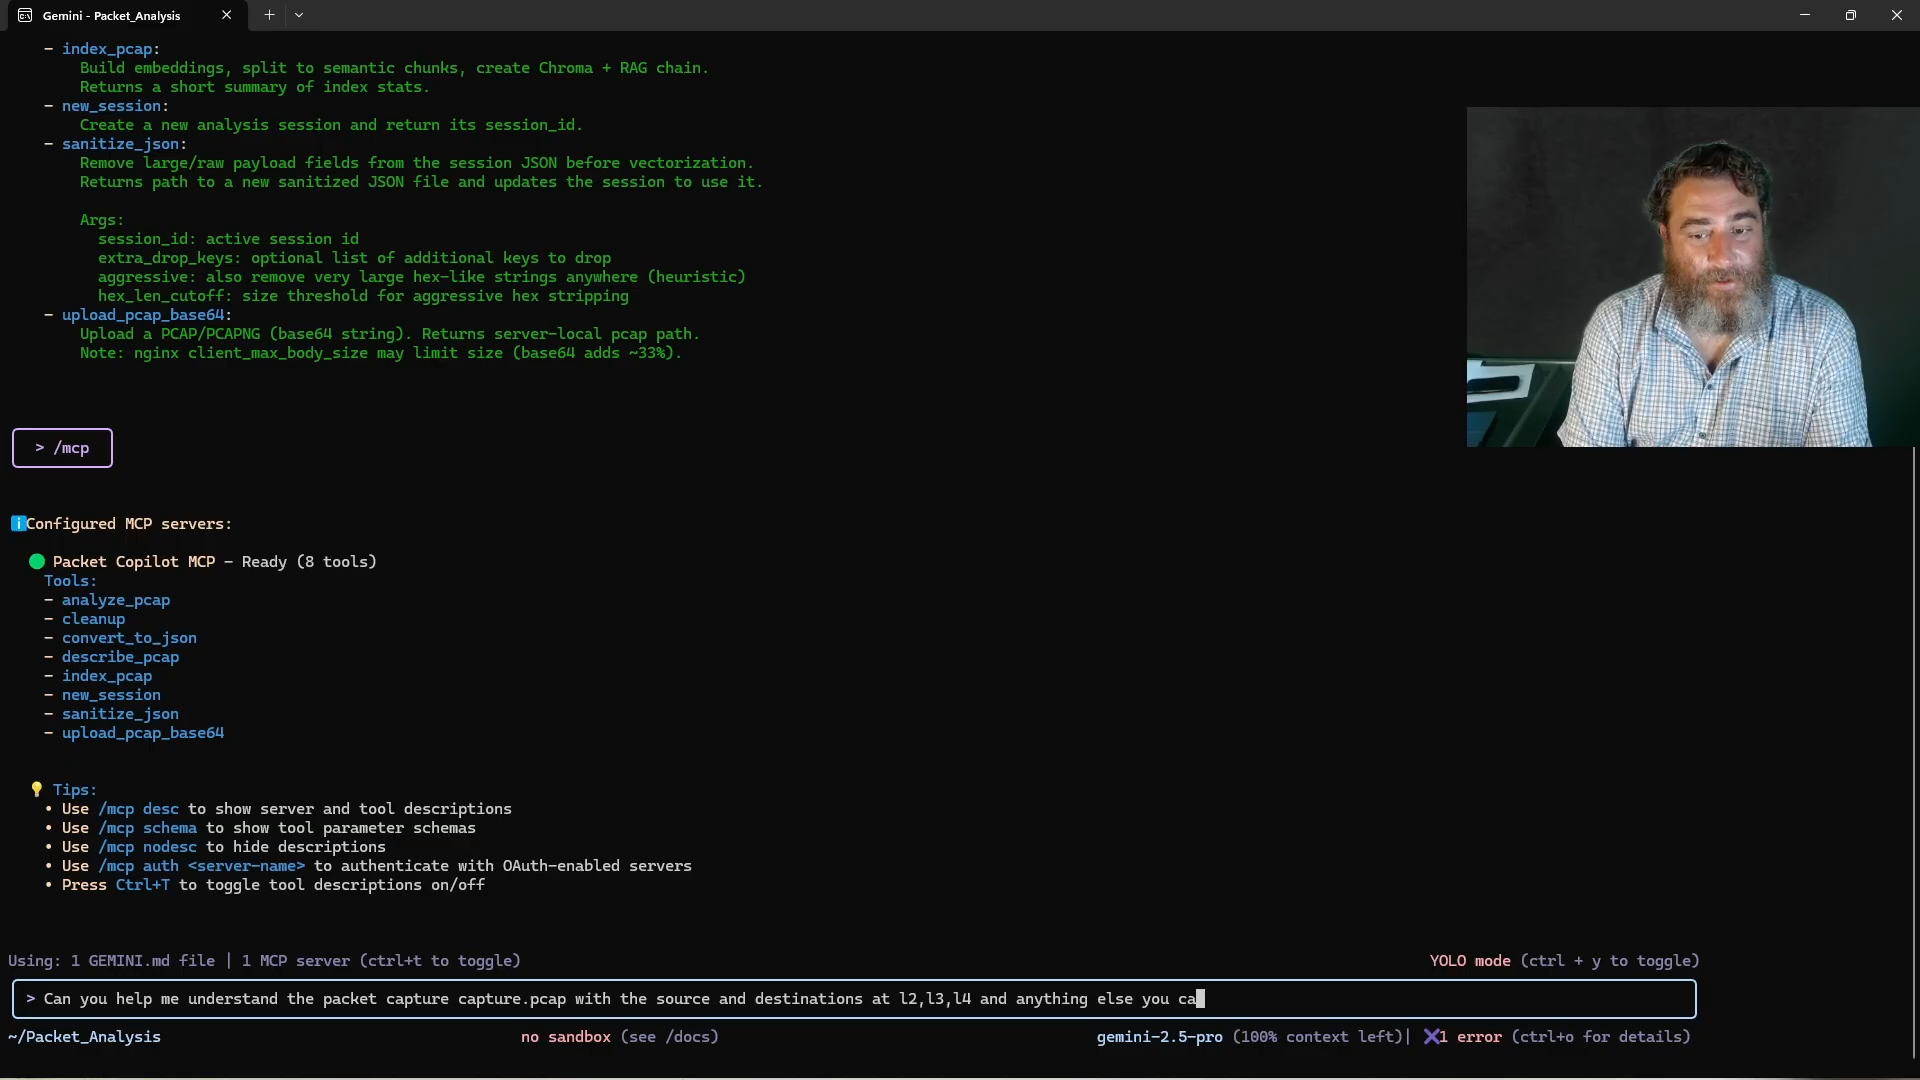 Gemini - Packet_Analysis
- index_pcap:
Build embeddings, split to semantic chunks, create Chroma + RAG chain.
Returns a short summary of index stats.
- new_session:
Create a new analysis session and return its session_id.
- sanitize_json:
Remove large/raw payload fields from the session JSON before vectorization.
Returns path to a new sanitized JSON file and updates the session to use it.
Args:
session_id: active session id
extra_drop_keys: optional list of additional keys to drop
aggressive: also remove very large hex-like strings anywhere (heuristic)
hex_len_cutoff: size threshold for aggressive hex stripping
- upload_pcap_base64:
Upload a PCAP/PCAPNG (base64 string). Returns server-local pcap path.
Note: nginx client_max_body_size may limit size (base64 adds ~33%).
> /mcp
Configured MCP servers:
Packet Copilot MCP - Ready (8 tools)
Tools:
- analyze_pcap
- cleanup
- convert_to_json
- describe_pcap
- index_pcap
- new_session
- sanitize_json
- upload_pcap_base64
Tips:
• Use /mcp desc to show server and tool descriptions
• Use /mcp schema to show tool parameter schemas
• Use /mcp nodesc to hide descriptions
• Use /mcp auth <server-name> to authenticate with OAuth-enabled servers
• Press Ctrl+T to toggle tool descriptions on/off
Using: 1 GEMINI.md file | 1 MCP server (ctrl+t to toggle) YOLO mode (ctrl + y to toggle)
> Can you help me understand the packet capture capture.pcap with the source and destinations at l2,l3,l4 and anything else you ca
~/Packet_Analysis no sandbox (see /docs) gemini-2.5-pro (100% context left)| ✖1 error (ctrl+o for details)